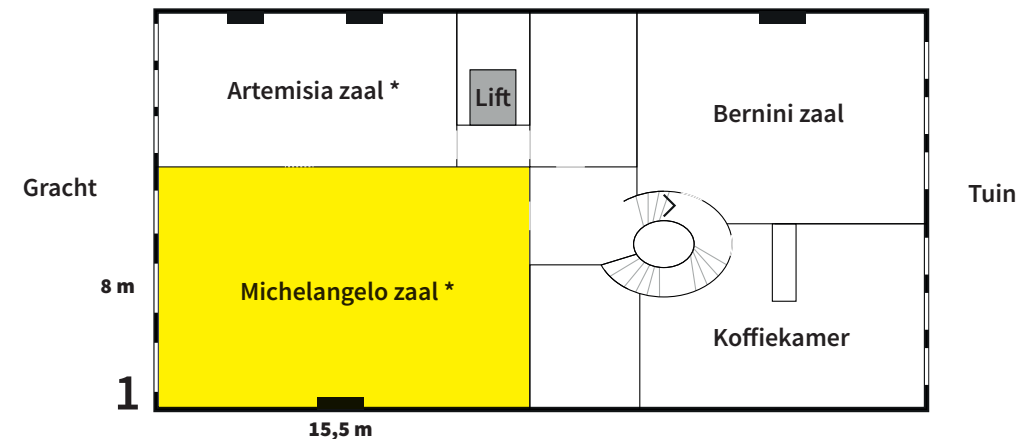 Artemisia zaal *
Lift
Bernini zaal
Gracht
Tuin
8 m
Michelangelo zaal *
Koffiekamer
1
15,5 m